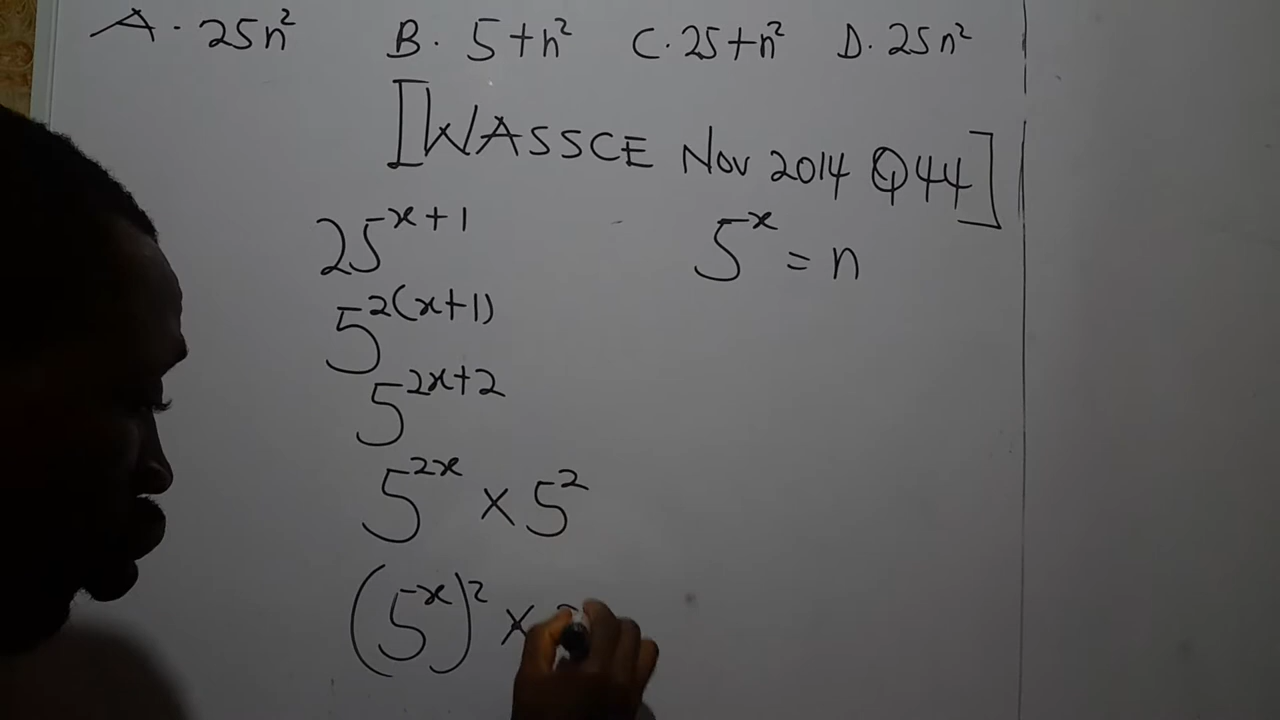 A. 25n² B. 5+n² C. 25+n² D. 25n²
[WASSCE Nov 2014 Q44]
25^{x+1} 5^x = n
5^{2(x+1)}
5^{2x+2}
5^{2x} × 5²
(5^x)² ×